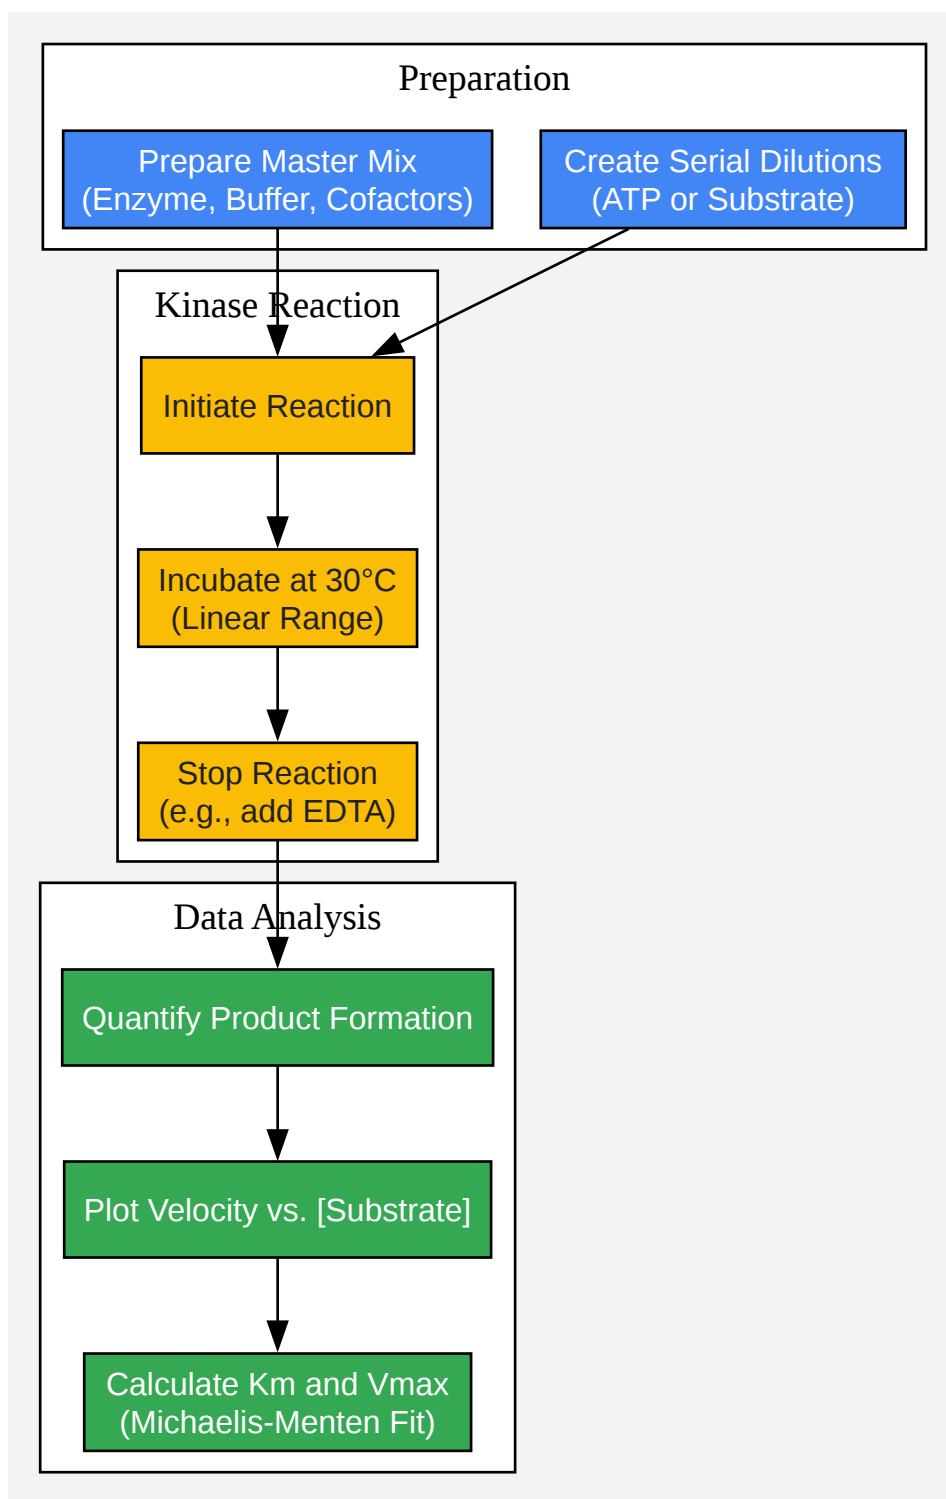 Preparation
Prepare Master Mix
(Enzyme, Buffer, Cofactors)
Create Serial Dilutions
(ATP or Substrate)
Kinase Reaction
Initiate Reaction
Incubate at 30°C
(Linear Range)
Stop Reaction
(e.g., add EDTA)
Data Analysis
Quantify Product Formation
Plot Velocity vs. [Substrate]
Calculate Km and Vmax
(Michaelis-Menten Fit)